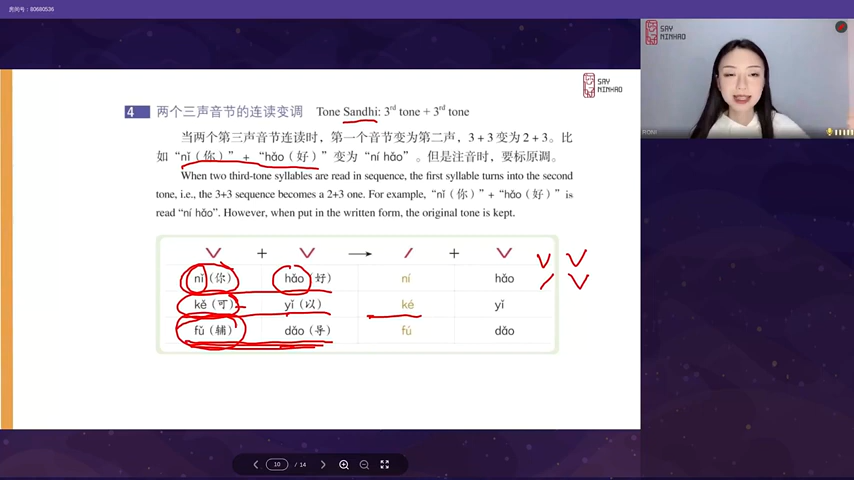 房间号：80680536
SAY
NINHAO
SAY
NINHAO
4 两个三声音节的连读变调 Tone Sandhi: 3rd tone + 3rd tone
当两个第三声音节连读时，第一个音节变为第二声，3 + 3 变为 2 + 3。比
如 “nǐ（你）” + “hǎo（好）” 变为 “ní hǎo”。但是注音时，要标原调。
When two third-tone syllables are read in sequence, the first syllable turns into the second
tone, i.e., the 3+3 sequence becomes a 2+3 one. For example, “nǐ（你）” + “hǎo（好）” is
read “ní hǎo”. However, when put in the written form, the original tone is kept.
ˇ + ˇ → ˊ + ˇ
nǐ（你） hǎo（好） ní hǎo
kě（可） yǐ（以） ké yǐ
fǔ（辅） dǎo（导） fú dǎo
10 / 14